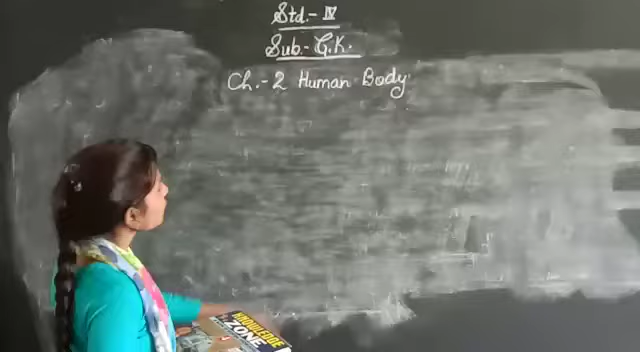 Std.- IV
Sub.- G.K.
Ch.- 2 Human Body
KNOWLEDGE
ZONE